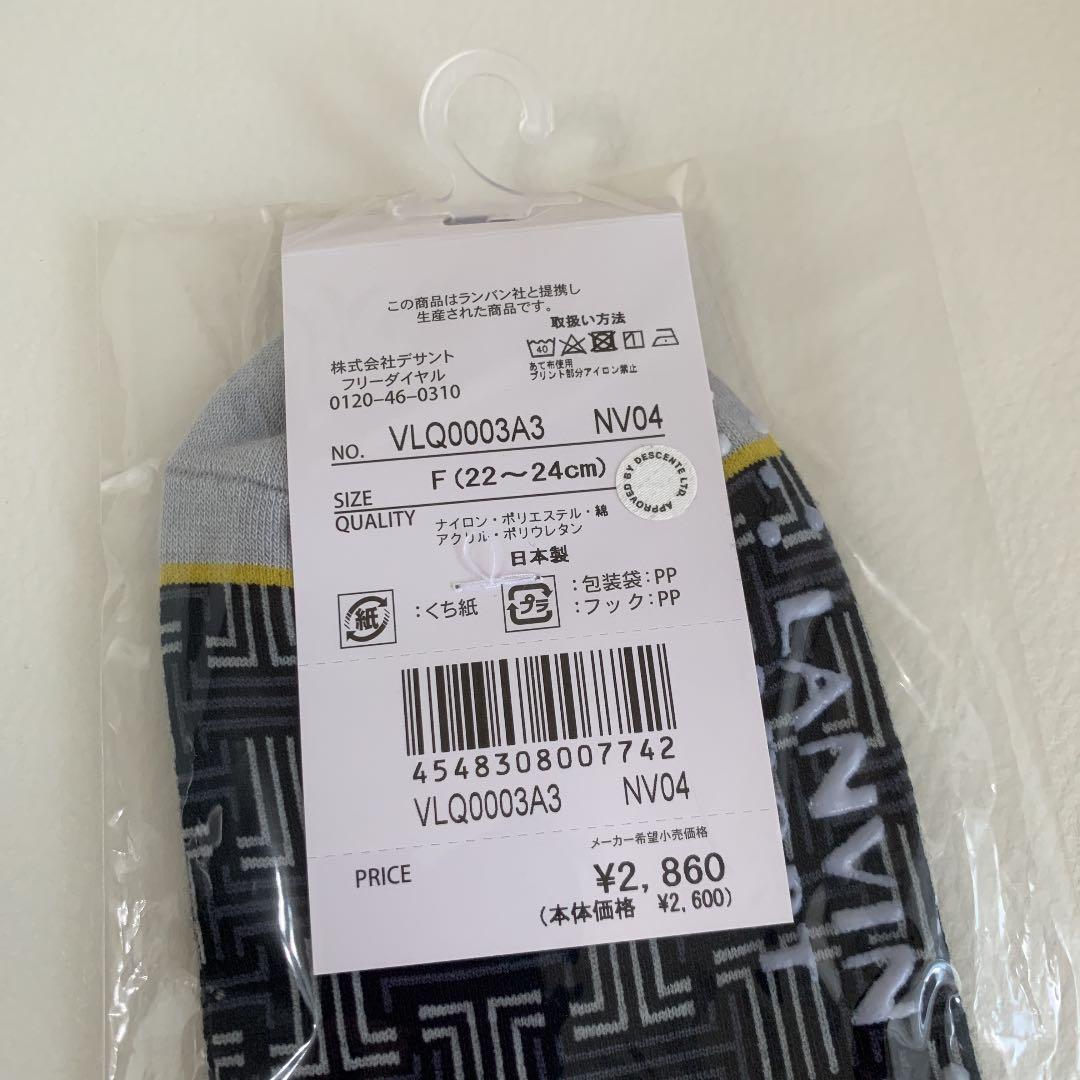 この商品はランバン社と提携し
生産された商品です。
取扱い方法
40
あて布使用
プリント部分アイロン禁止
株式会社デサント
フリーダイヤル
0120-46-0310
NO. VLQ0003A3 NV04
SIZE F(22〜24cm)
APPROVED BY DESCENTE LTD.
QUALITY ナイロン・ポリエステル・綿
アクリル・ポリウレタン
日本製
紙 :くち紙
プラ :包装袋:PP
:フック:PP
4548308007742
VLQ0003A3 NV04
メーカー希望小売価格
PRICE ¥2,860
(本体価格 ¥2,600)
LANVIN